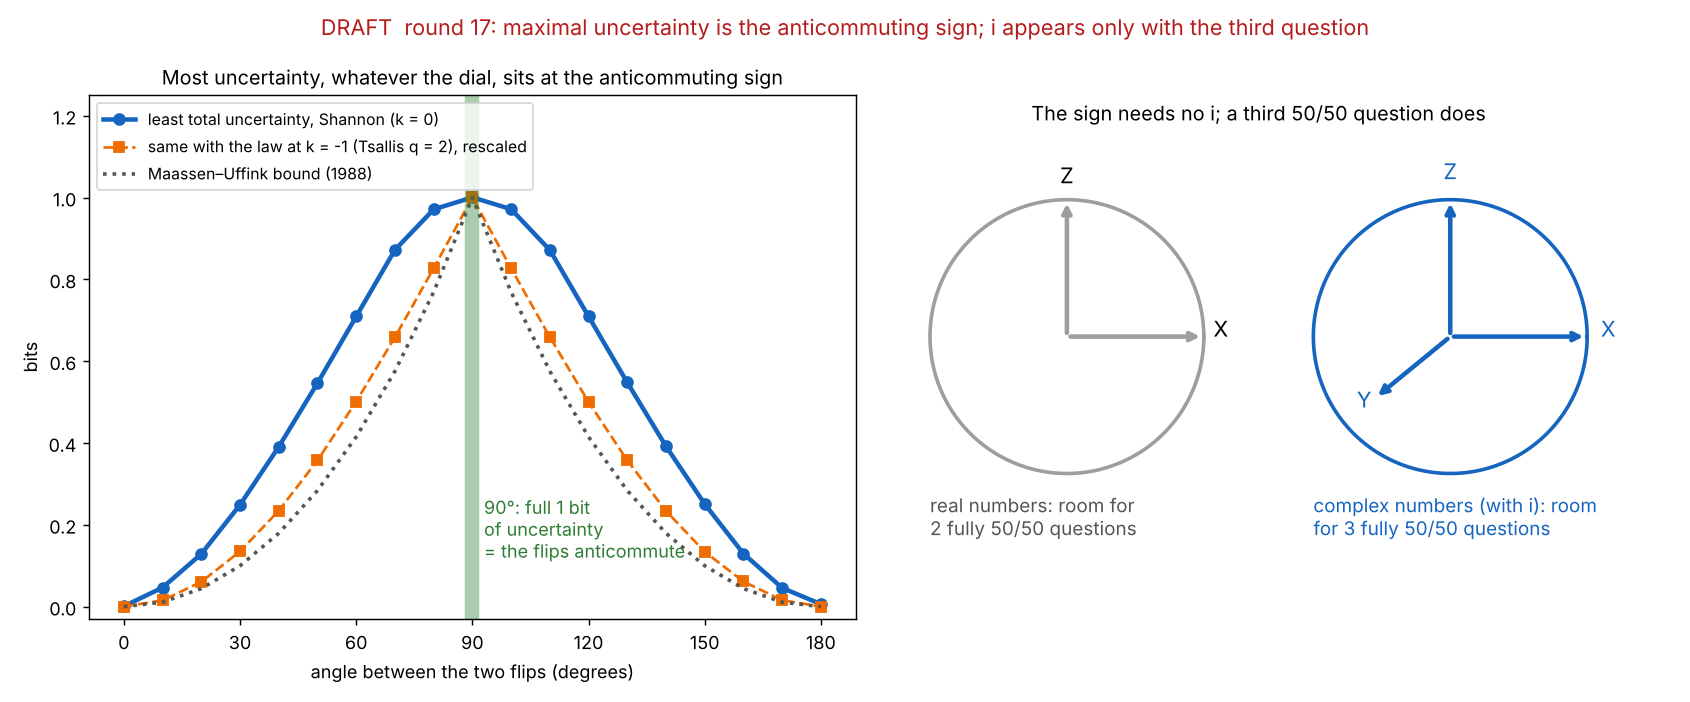 DRAFT  round 17: maximal uncertainty is the anticommuting sign; i appears only with the third question
Most uncertainty, whatever the dial, sits at the anticommuting sign
least total uncertainty, Shannon (k = 0)
same with the law at k = -1 (Tsallis q = 2), rescaled
Maassen–Uffink bound (1988)
1.2
1.0
0.8
0.6
0.4
0.2
0.0
bits
90°: full 1 bit
of uncertainty
= the flips anticommute
0 30 60 90 120 150 180
angle between the two flips (degrees)
The sign needs no i; a third 50/50 question does
Z
X
real numbers: room for
2 fully 50/50 questions
Z
X
Y
complex numbers (with i): room
for 3 fully 50/50 questions